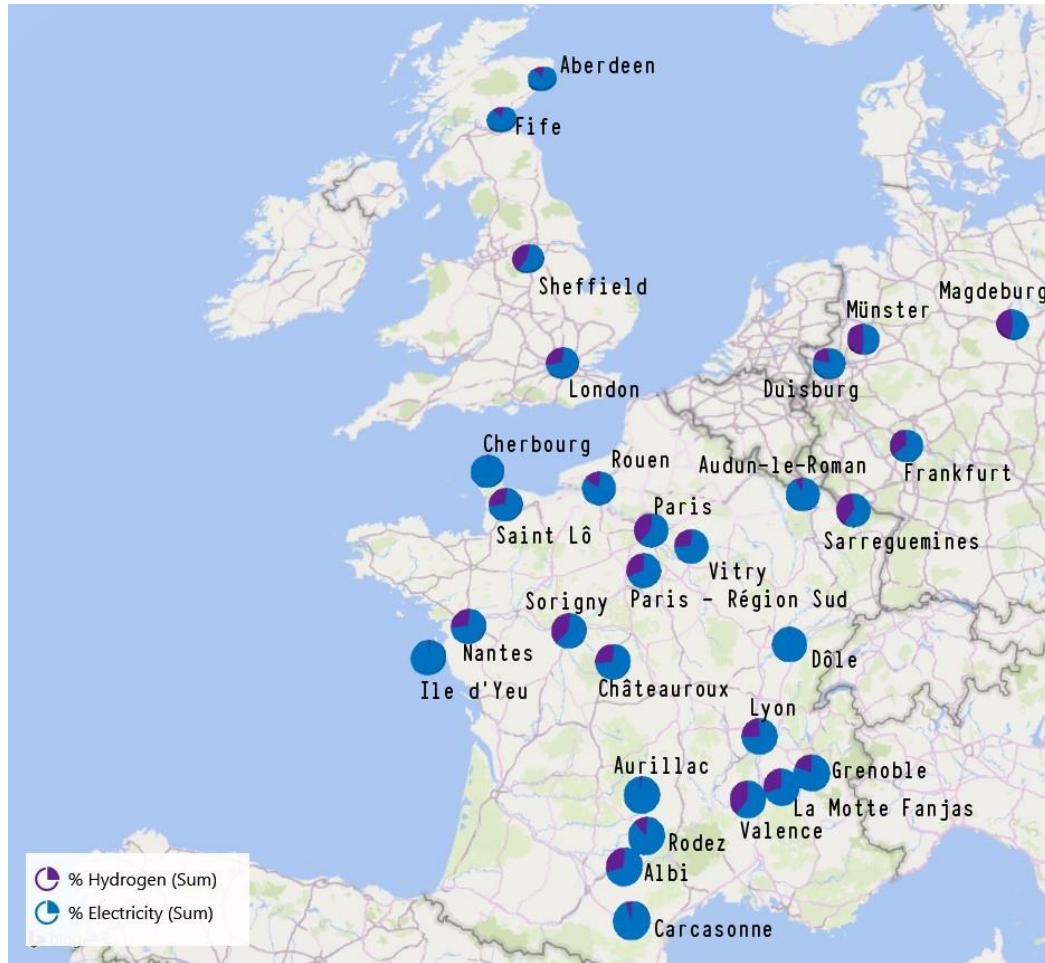 Aberdeen
Fife
Sheffield
Magdeburg
Münster
London
Duisburg
Cherbourg
Rouen
Audun-le-Roman
Frankfurt
Saint Lô
Paris
Sarreguemines
Vitry
Paris - Région Sud
Sorigny
Nantes
Dôle
Ile d'Yeu
Châteauroux
Lyon
Aurillac
Grenoble
La Motte Fanjas
Valence
Rodez
Albi
Carcasonne
% Hydrogen (Sum)
% Electricity (Sum)